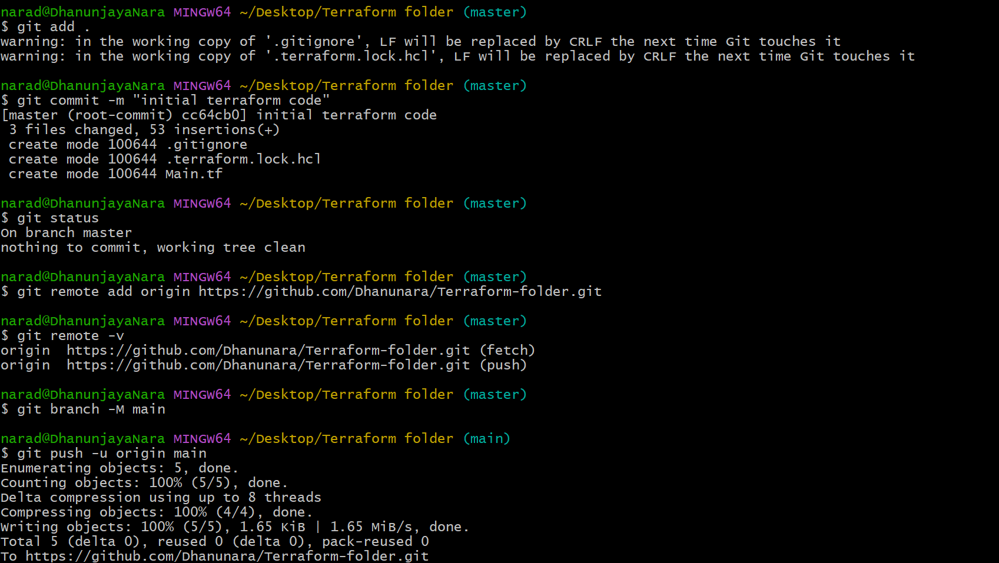 narad@DhanunjayaNara MINGW64 ~/Desktop/Terraform folder (master)
$ git add .
warning: in the working copy of '.gitignore', LF will be replaced by CRLF the next time Git touches it
warning: in the working copy of '.terraform.lock.hcl', LF will be replaced by CRLF the next time Git touches it
narad@DhanunjayaNara MINGW64 ~/Desktop/Terraform folder (master)
$ git commit -m "initial terraform code"
[master (root-commit) cc64cb0] initial terraform code
 3 files changed, 53 insertions(+)
 create mode 100644 .gitignore
 create mode 100644 .terraform.lock.hcl
 create mode 100644 Main.tf
narad@DhanunjayaNara MINGW64 ~/Desktop/Terraform folder (master)
$ git status
On branch master
nothing to commit, working tree clean
narad@DhanunjayaNara MINGW64 ~/Desktop/Terraform folder (master)
$ git remote add origin https://github.com/Dhanunara/Terraform-folder.git
narad@DhanunjayaNara MINGW64 ~/Desktop/Terraform folder (master)
$ git remote -v
origin  https://github.com/Dhanunara/Terraform-folder.git (fetch)
origin  https://github.com/Dhanunara/Terraform-folder.git (push)
narad@DhanunjayaNara MINGW64 ~/Desktop/Terraform folder (master)
$ git branch -M main
narad@DhanunjayaNara MINGW64 ~/Desktop/Terraform folder (main)
$ git push -u origin main
Enumerating objects: 5, done.
Counting objects: 100% (5/5), done.
Delta compression using up to 8 threads
Compressing objects: 100% (4/4), done.
Writing objects: 100% (5/5), 1.65 KiB | 1.65 MiB/s, done.
Total 5 (delta 0), reused 0 (delta 0), pack-reused 0
To https://github.com/Dhanunara/Terraform-folder.git